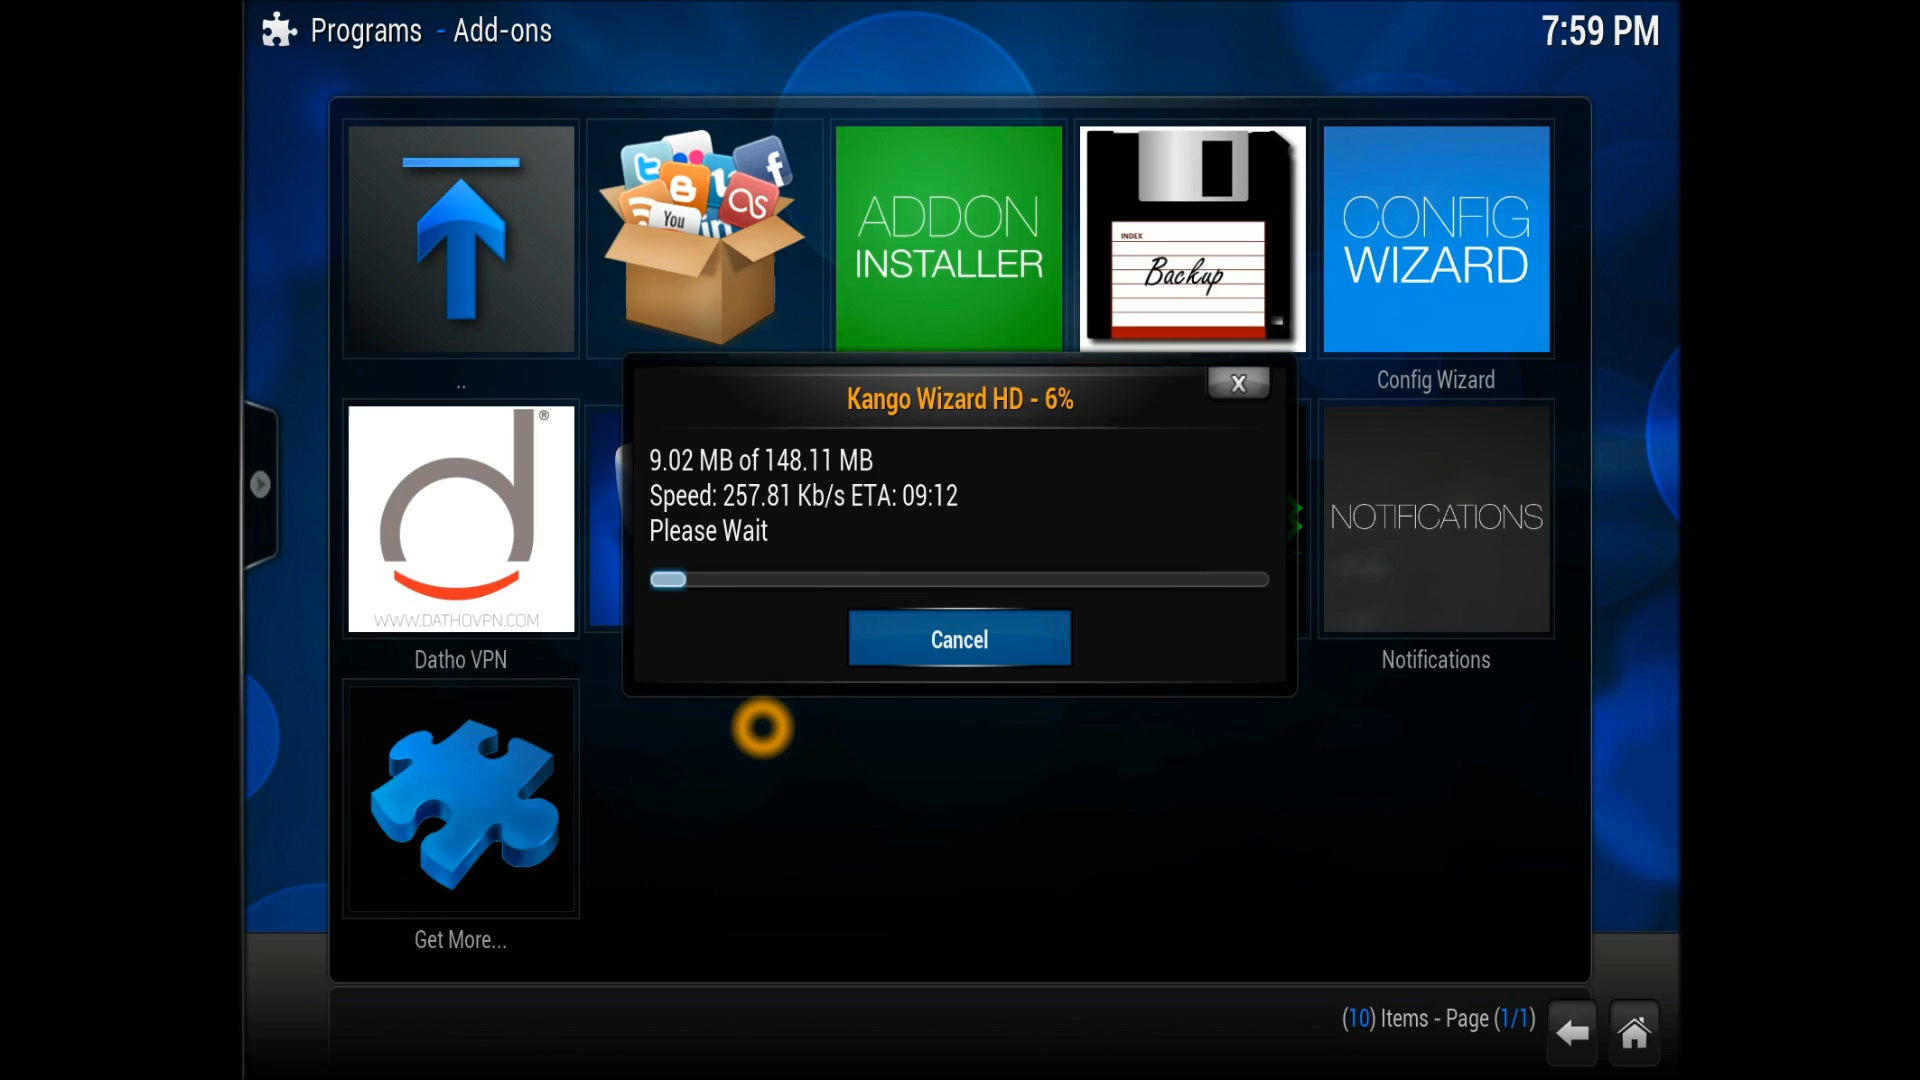 Programs - Add-ons
7:59 PM
You
in
ADDON
INSTALLER
INDEX
Backup
CONFIG
WIZARD
..
Config Wizard
Kango Wizard HD - 6%
X
9.02 MB of 148.11 MB
Speed: 257.81 Kb/s ETA: 09:12
Please Wait
Cancel
d®
WWW.DATHOVPN.COM
NOTIFICATIONS
Datho VPN
Notifications
Get More...
(10) Items - Page (1/1)